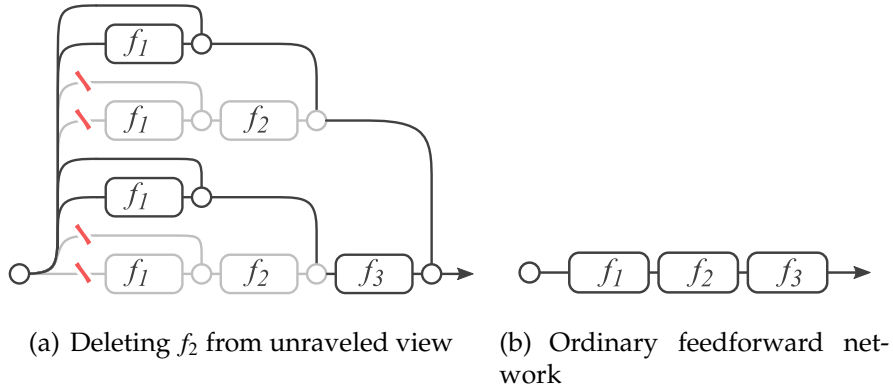 f1
f1 f2
f1
f1 f2 f3
f1 f2 f3
(a) Deleting f2 from unraveled view
(b) Ordinary feedforward net-
work